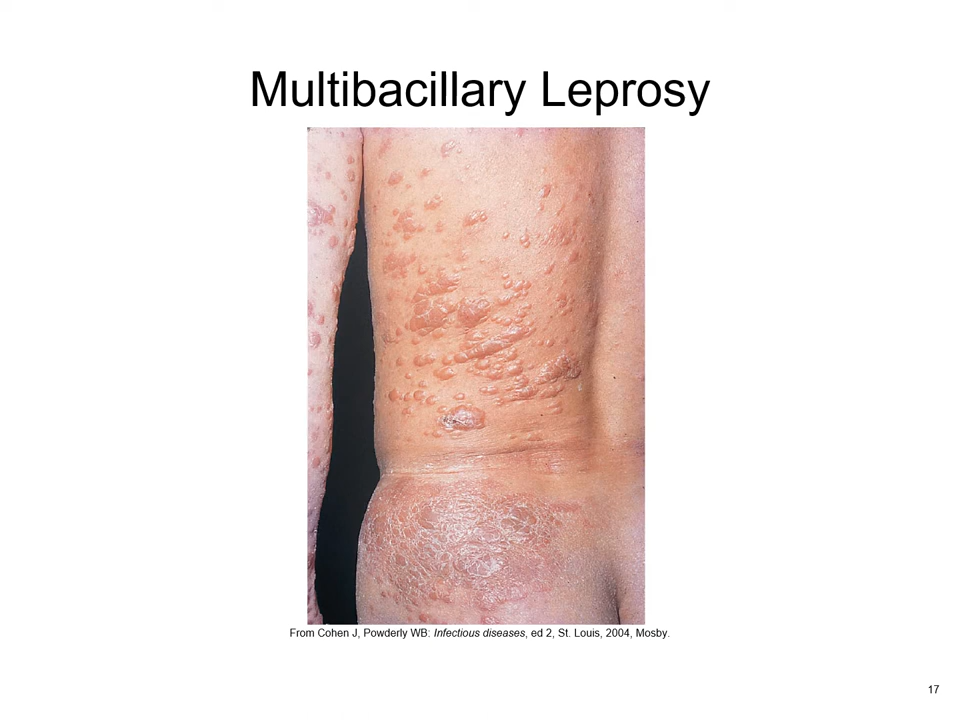 Multibacillary Leprosy
From Cohen J, Powderly WB: Infectious diseases, ed 2, St. Louis, 2004, Mosby.
17